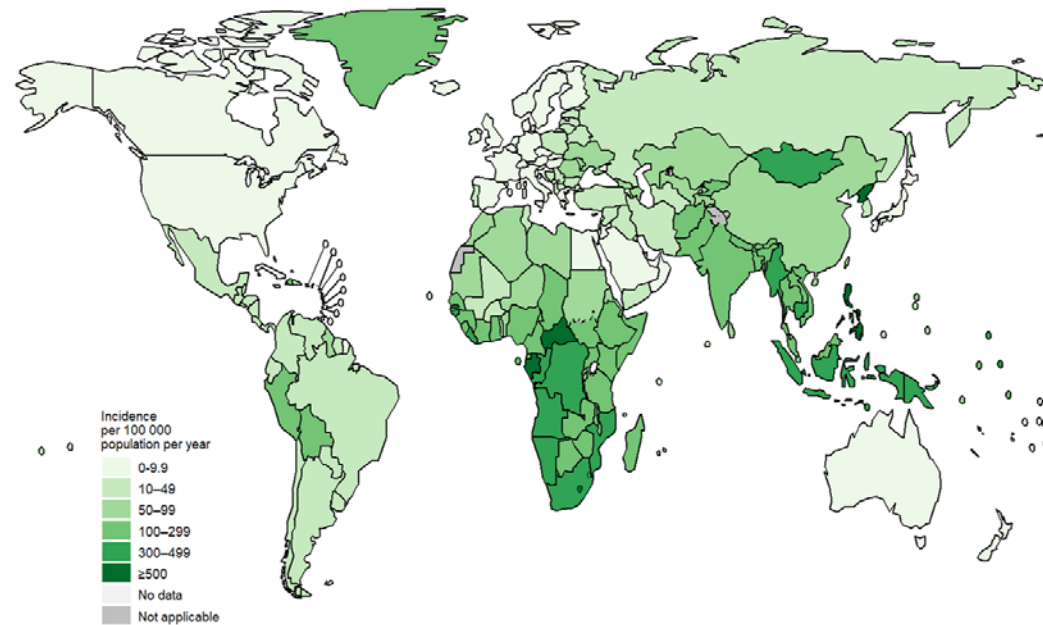 Incidence
per 100 000
population per year
0-9.9
10–49
50–99
100–299
300–499
≥500
No data
Not applicable